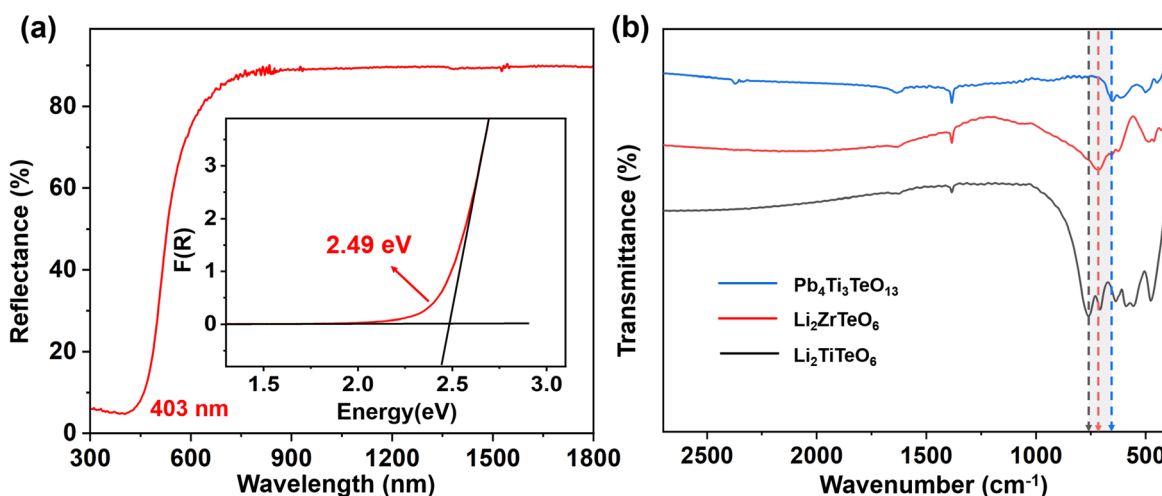 (a)
Reflectance (%)
80
60
40
20
0
300
600
900
1200
1500
1800
Wavelength (nm)
403 nm
F(R)
4
3
2
1
0
2.49 eV
1.5
2.0
2.5
3.0
Energy(eV)
(b)
Transmittance (%)
Pb₄Ti₃TeO₁₃
Li₂ZrTeO₆
Li₂TiTeO₆
2500
2000
1500
1000
500
Wavenumber (cm⁻¹)